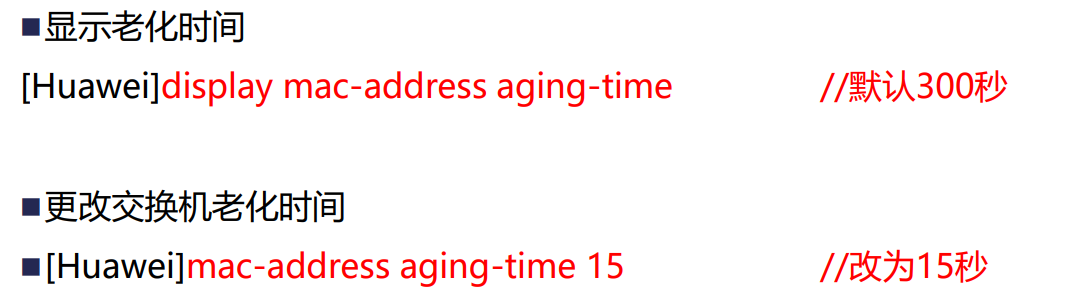 ■显示老化时间
[Huawei]display mac-address aging-time //默认300秒
■更改交换机老化时间
■[Huawei]mac-address aging-time 15 //改为15秒